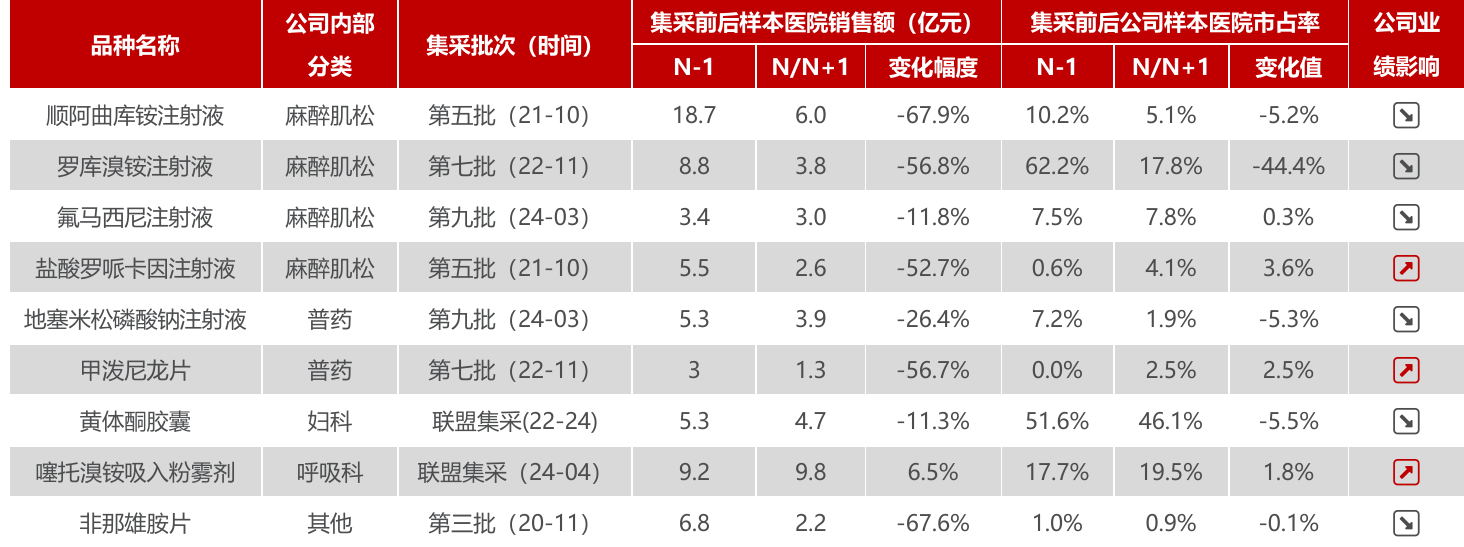 品种名称 公司内部分类 集采批次（时间） 集采前后样本医院销售额（亿元） 集采前后公司样本医院市占率 公司业绩影响
N-1 N/N+1 变化幅度 N-1 N/N+1 变化值
顺阿曲库铵注射液 麻醉肌松 第五批（21-10） 18.7 6.0 -67.9% 10.2% 5.1% -5.2%
罗库溴铵注射液 麻醉肌松 第七批（22-11） 8.8 3.8 -56.8% 62.2% 17.8% -44.4%
氟马西尼注射液 麻醉肌松 第九批（24-03） 3.4 3.0 -11.8% 7.5% 7.8% 0.3%
盐酸罗哌卡因注射液 麻醉肌松 第五批（21-10） 5.5 2.6 -52.7% 0.6% 4.1% 3.6%
地塞米松磷酸钠注射液 普药 第九批（24-03） 5.3 3.9 -26.4% 7.2% 1.9% -5.3%
甲泼尼龙片 普药 第七批（22-11） 3 1.3 -56.7% 0.0% 2.5% 2.5%
黄体酮胶囊 妇科 联盟集采(22-24) 5.3 4.7 -11.3% 51.6% 46.1% -5.5%
噻托溴铵吸入粉雾剂 呼吸科 联盟集采（24-04） 9.2 9.8 6.5% 17.7% 19.5% 1.8%
非那雄胺片 其他 第三批（20-11） 6.8 2.2 -67.6% 1.0% 0.9% -0.1%